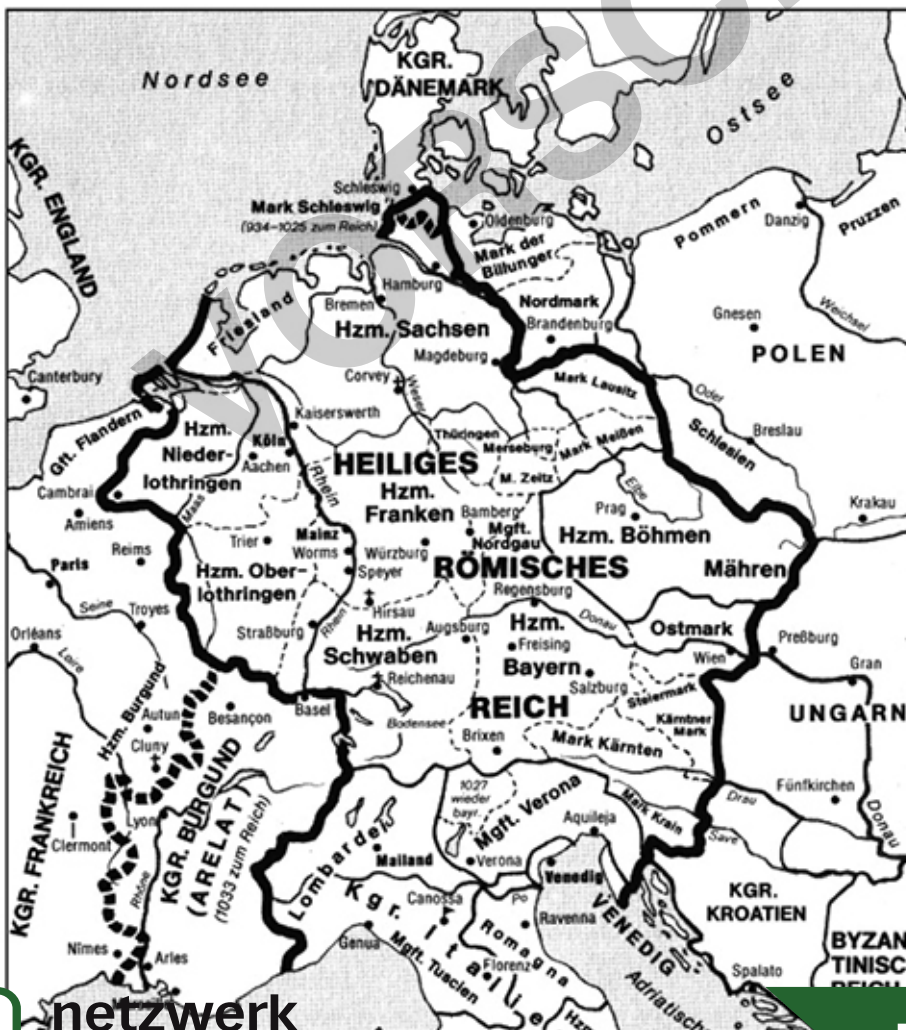 Nordsee
KGR.
DÄNEMARK
Ostsee
KGR. ENGLAND
Schleswig
Mark Schleswig
(934–1025 zum Reich)
Oldenburg
Mark der
Billunger
Pommern
Danzig
Pruzzen
Hamburg
Bremen
Friesland
Hzm. Sachsen
Nordmark
Brandenburg
Magdeburg
Gnesen
Weichsel
POLEN
Canterbury
Corvey
Weser
Mark Lausitz
Oder
Gft. Flandern
Kaiserswerth
Hzm.
Nieder-
lothringen
Köln
Aachen
Rhein
Thüringen
Merseburg
Mark Meißen
M. Zeitz
Schlesien
Breslau
HEILIGES
Hzm.
Franken
Cambrai
Amiens
Maas
Bamberg
Mgft.
Nordgau
Elbe
Prag
Hzm. Böhmen
Krakau
Reims
Paris
Trier
Mainz
Worms
Speyer
Würzburg
RÖMISCHES
Mähren
Hzm. Ober-
lothringen
Seine
Troyes
Hirsau
Regensburg
Donau
Orléans
Loire
Straßburg
Rhein
Hzm.
Schwaben
Augsburg
Hzm.
Freising
Bayern
Ostmark
Wien
Preßburg
Gran
Reichenau
Salzburg
Steiermark
Hzm. Burgund
Autun
Besançon
Basel
Bodensee
REICH
Kärntner
Mark
UNGARN
Cluny
Brixen
Mark Kärnten
KGR. FRANKREICH
KGR. BURGUND
(ARELAT)
(1033 zum Reich)
Lyon
Clermont
Rhône
1027
wieder
bayr.
Mgft. Verona
Aquileja
Mark Krain
Drau
Save
Fünfkirchen
Donau
Lombardei
Mailand
Verona
Venedig
VENEDIG
Kgr. Italie
Canossa
Po
Romagna
Ravenna
KGR.
KROATIEN
Nîmes
Arles
Genua
Mgft. Tuscien
Florenz
Adriatisch
Spalato
BYZAN
TINISC
REICH
Hzm
netzwerk